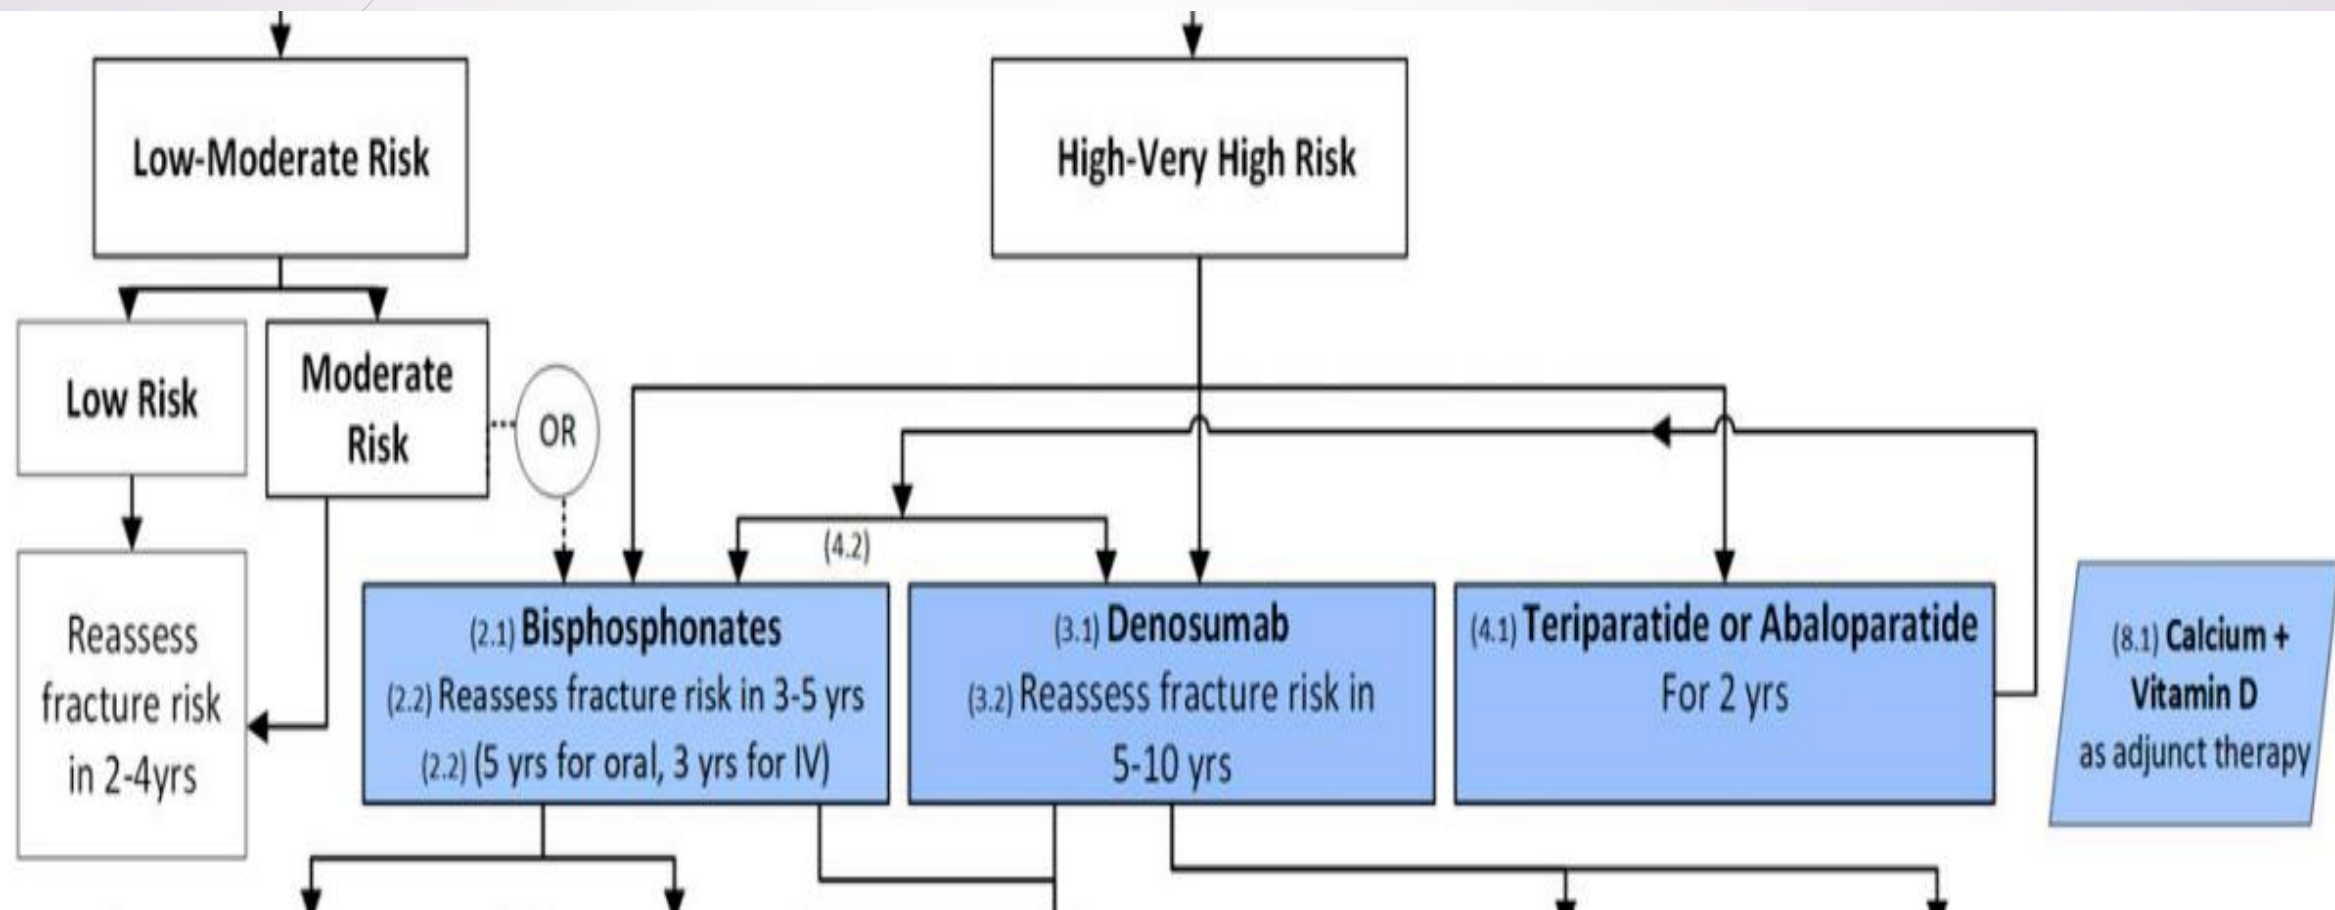 Low-Moderate Risk
High-Very High Risk
Low Risk
Moderate
Risk
OR
(4.2)
Reassess
fracture risk
in 2-4yrs
(2.1) Bisphosphonates
(2.2) Reassess fracture risk in 3-5 yrs
(2.2) (5 yrs for oral, 3 yrs for IV)
(3.1) Denosumab
(3.2) Reassess fracture risk in
5-10 yrs
(4.1) Teriparatide or Abaloparatide
For 2 yrs
(8.1) Calcium +
Vitamin D
as adjunct therapy